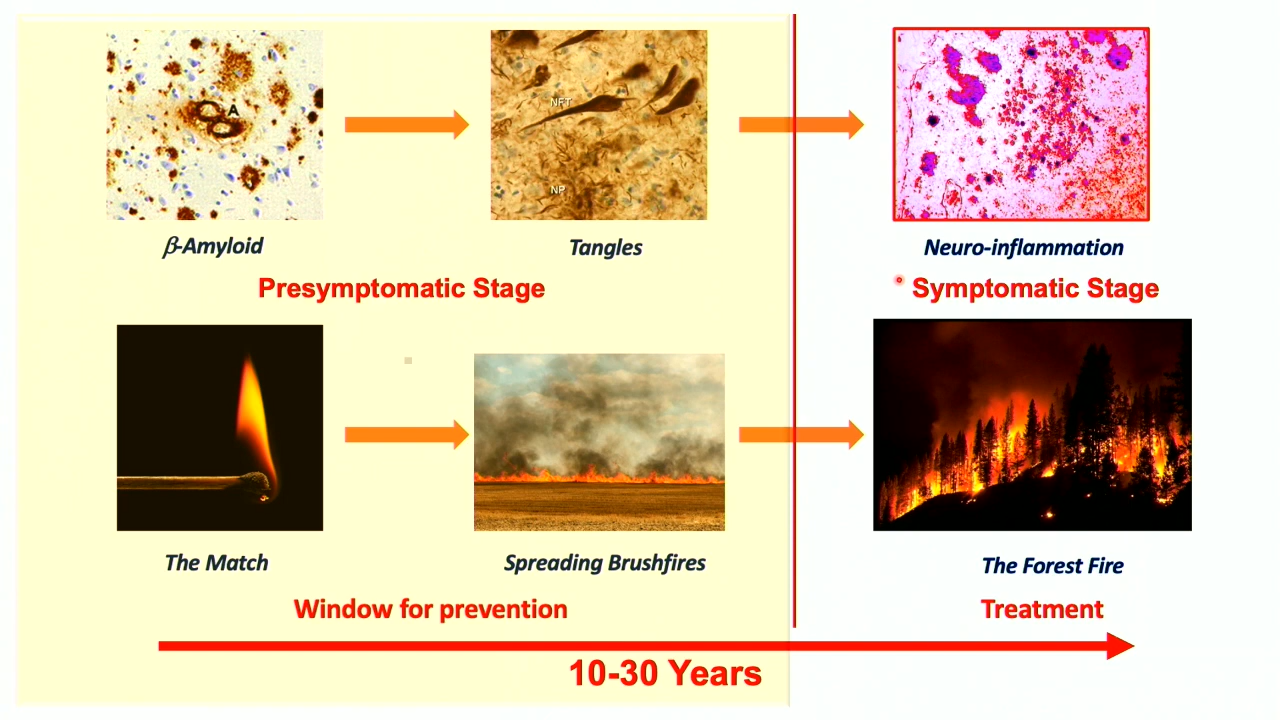 A
NFT
NP
β-Amyloid
Tangles
Neuro-inflammation
Presymptomatic Stage
Symptomatic Stage
The Match
Spreading Brushfires
The Forest Fire
Window for prevention
Treatment
10-30 Years